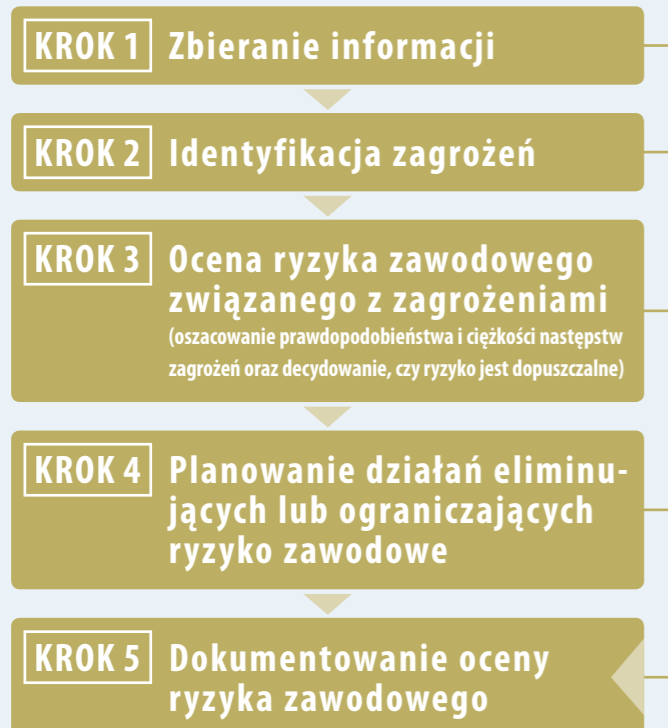 KROK 1 Zbieranie informacji
KROK 2 Identyfikacja zagrożeń
KROK 3 Ocena ryzyka zawodowego
związanego z zagrożeniami
(oszacowanie prawdopodobieństwa i ciężkości następstw
zagrożeń oraz decydowanie, czy ryzyko jest dopuszczalne)
KROK 4 Planowanie działań eliminu-
jących lub ograniczających
ryzyko zawodowe
KROK 5 Dokumentowanie oceny
ryzyka zawodowego